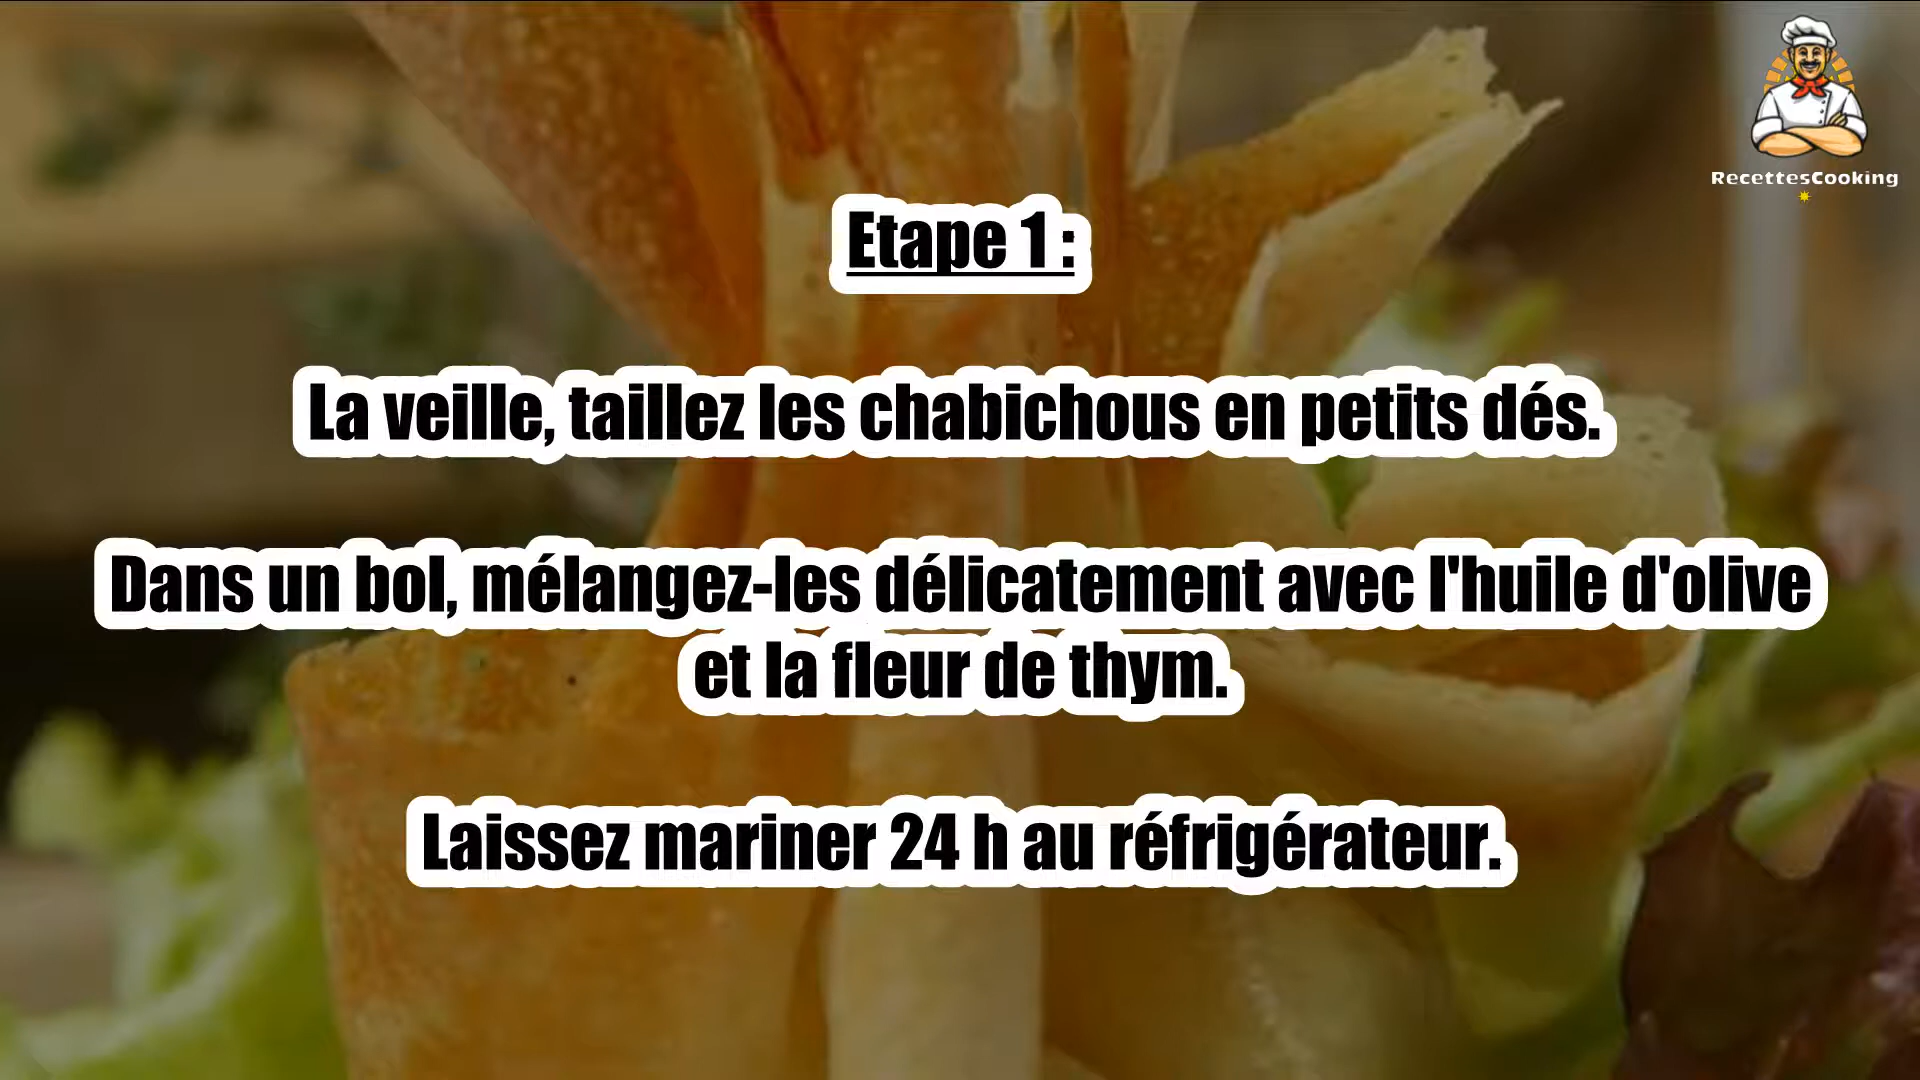 RecettesCooking
Etape 1 :
La veille, taillez les chabichous en petits dés.
Dans un bol, mélangez-les délicatement avec l'huile d'olive
et la fleur de thym.
Laissez mariner 24 h au réfrigérateur.